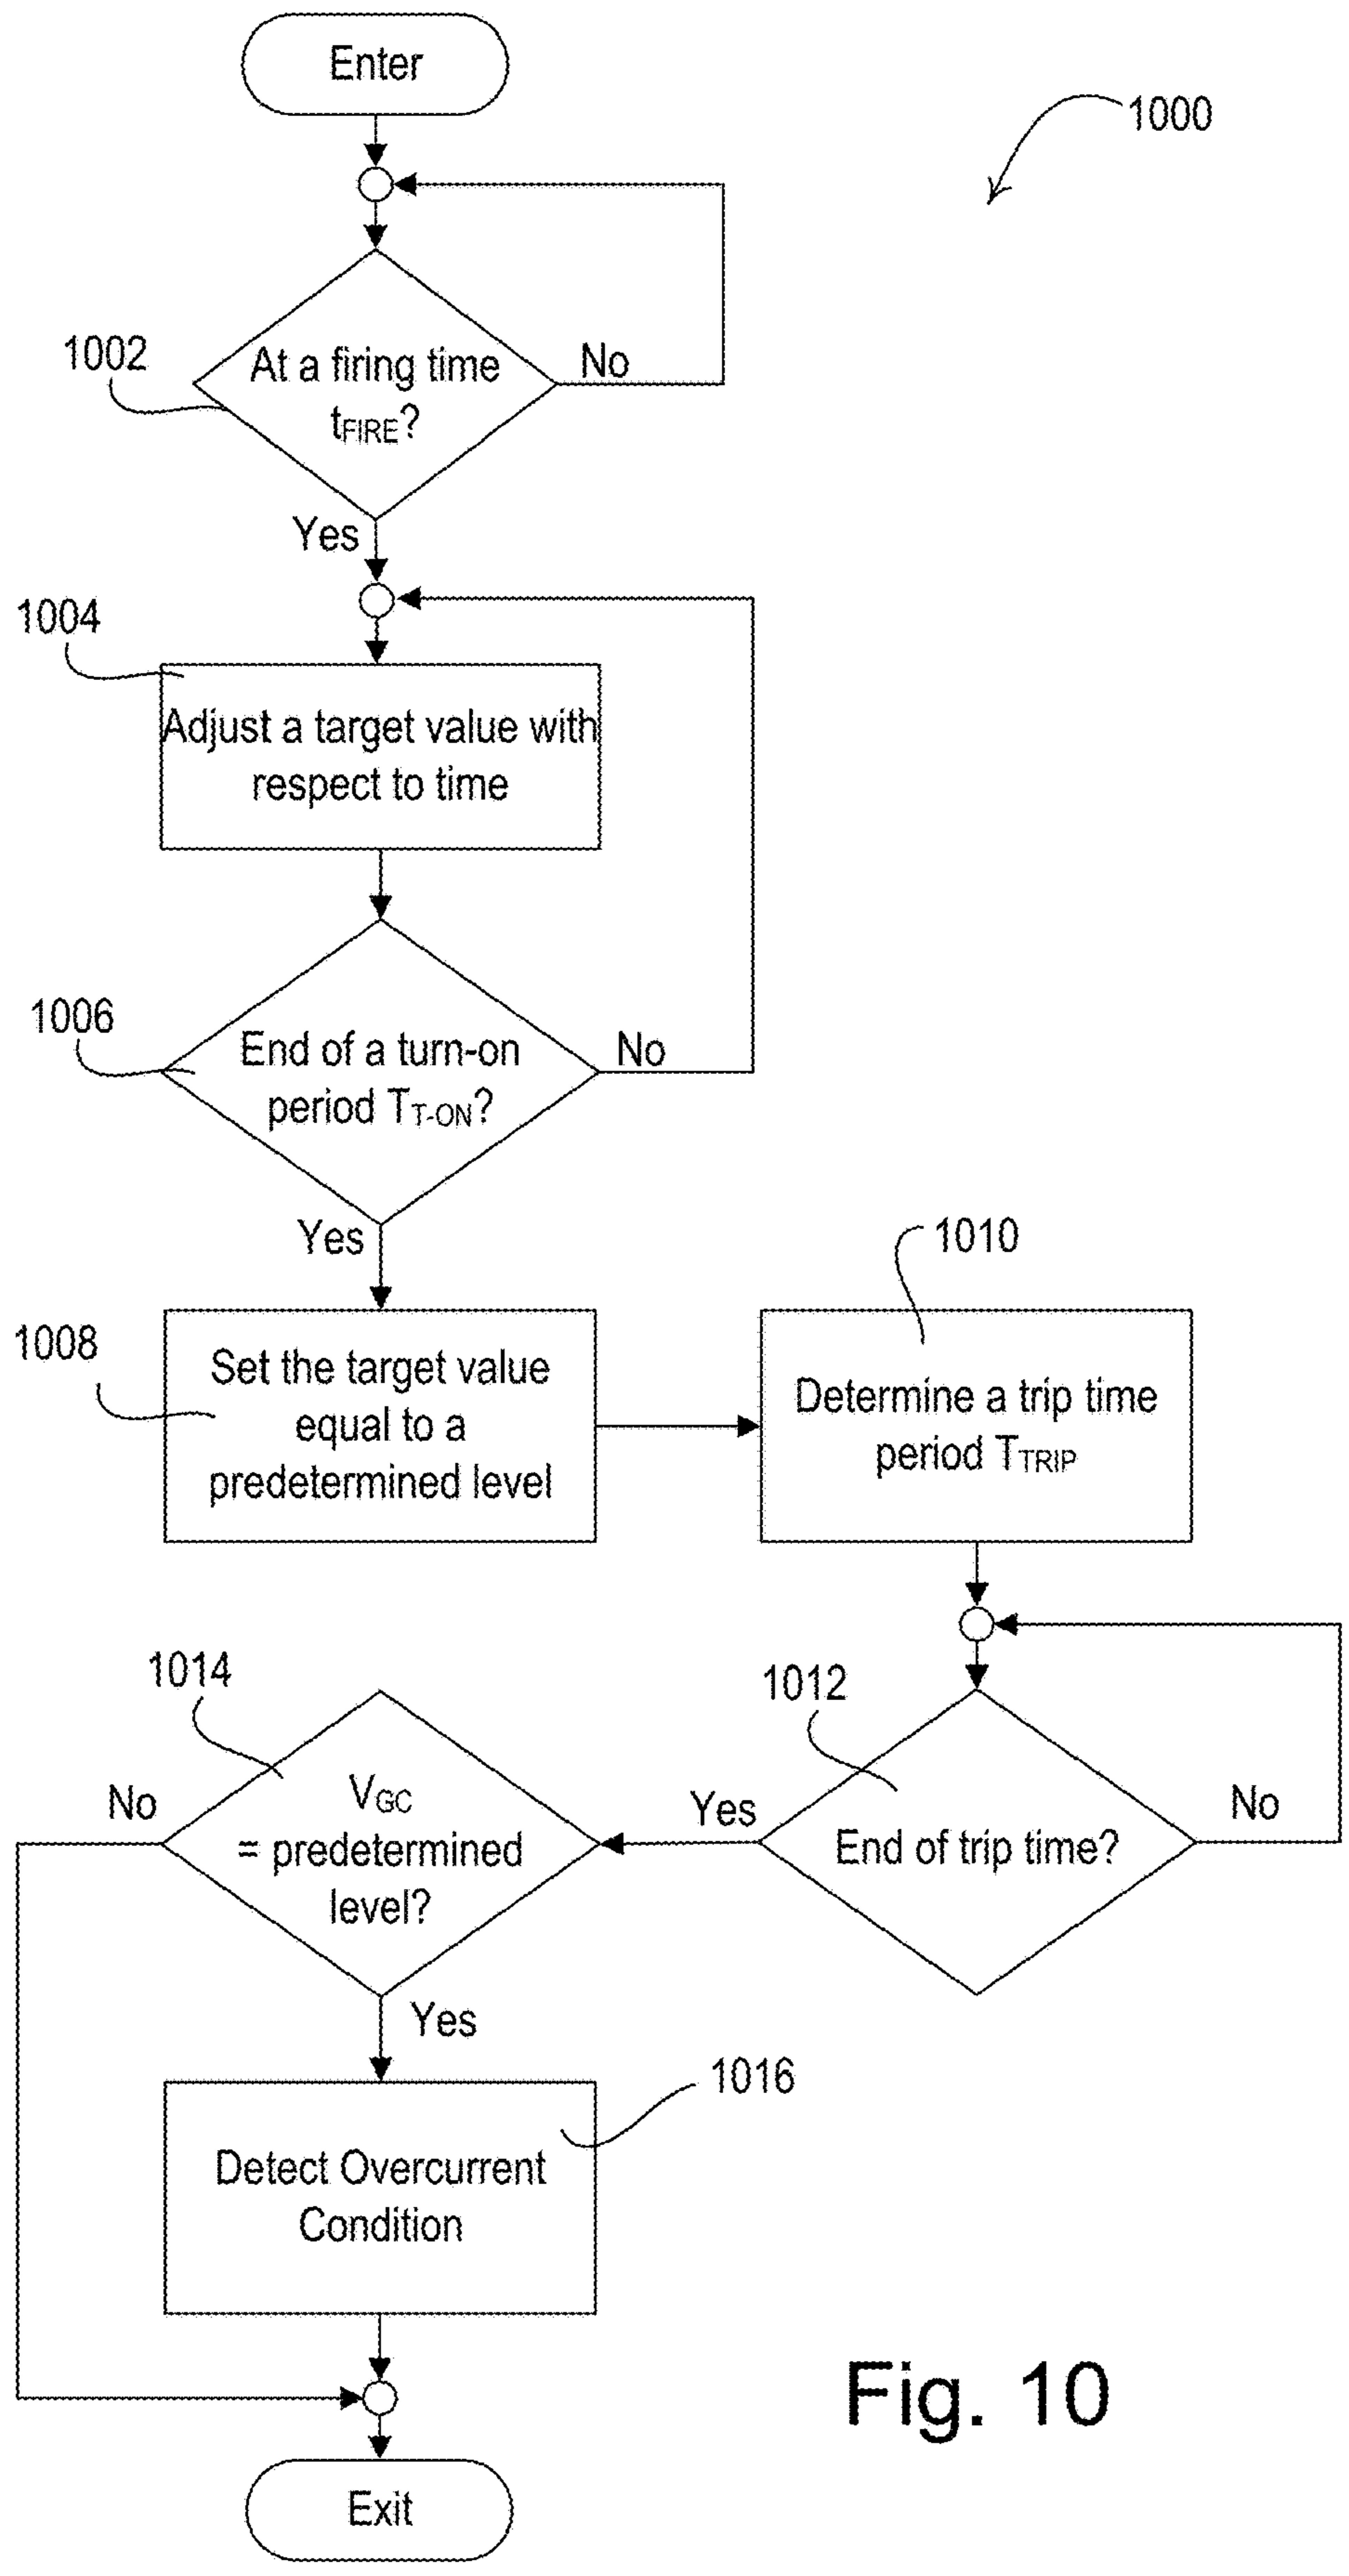 Enter
1000
1002
At a firing time
tFIRE?
No
Yes
1004
Adjust a target value with
respect to time
1006
End of a turn-on
period TT-ON?
No
Yes
1008
Set the target value
equal to a
predetermined level
1010
Determine a trip time
period TTRIP
1012
End of trip time?
No
Yes
1014
VGC
= predetermined
level?
No
Yes
1016
Detect Overcurrent
Condition
Exit
Fig. 10